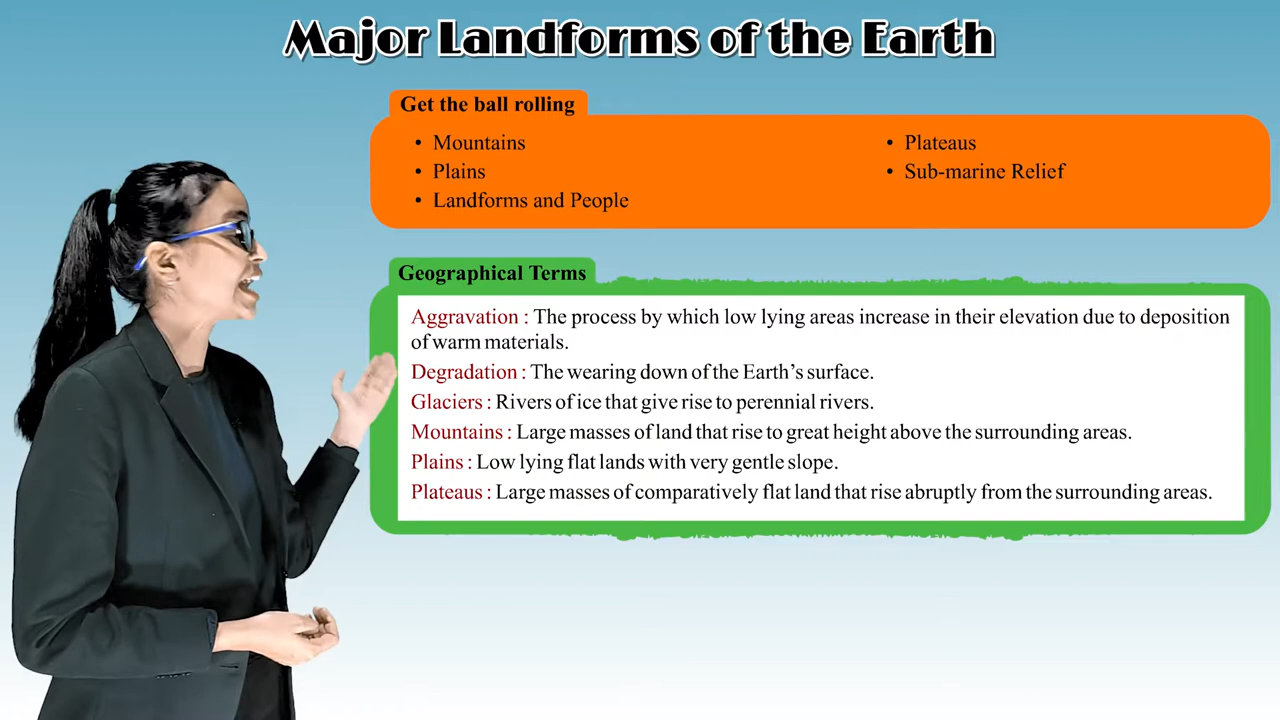 Major Landforms of the Earth
Get the ball rolling
• Mountains
• Plains
• Landforms and People
• Plateaus
• Sub-marine Relief
Geographical Terms
Aggravation : The process by which low lying areas increase in their elevation due to deposition
of warm materials.
Degradation : The wearing down of the Earth's surface.
Glaciers : Rivers of ice that give rise to perennial rivers.
Mountains : Large masses of land that rise to great height above the surrounding areas.
Plains : Low lying flat lands with very gentle slope.
Plateaus : Large masses of comparatively flat land that rise abruptly from the surrounding areas.